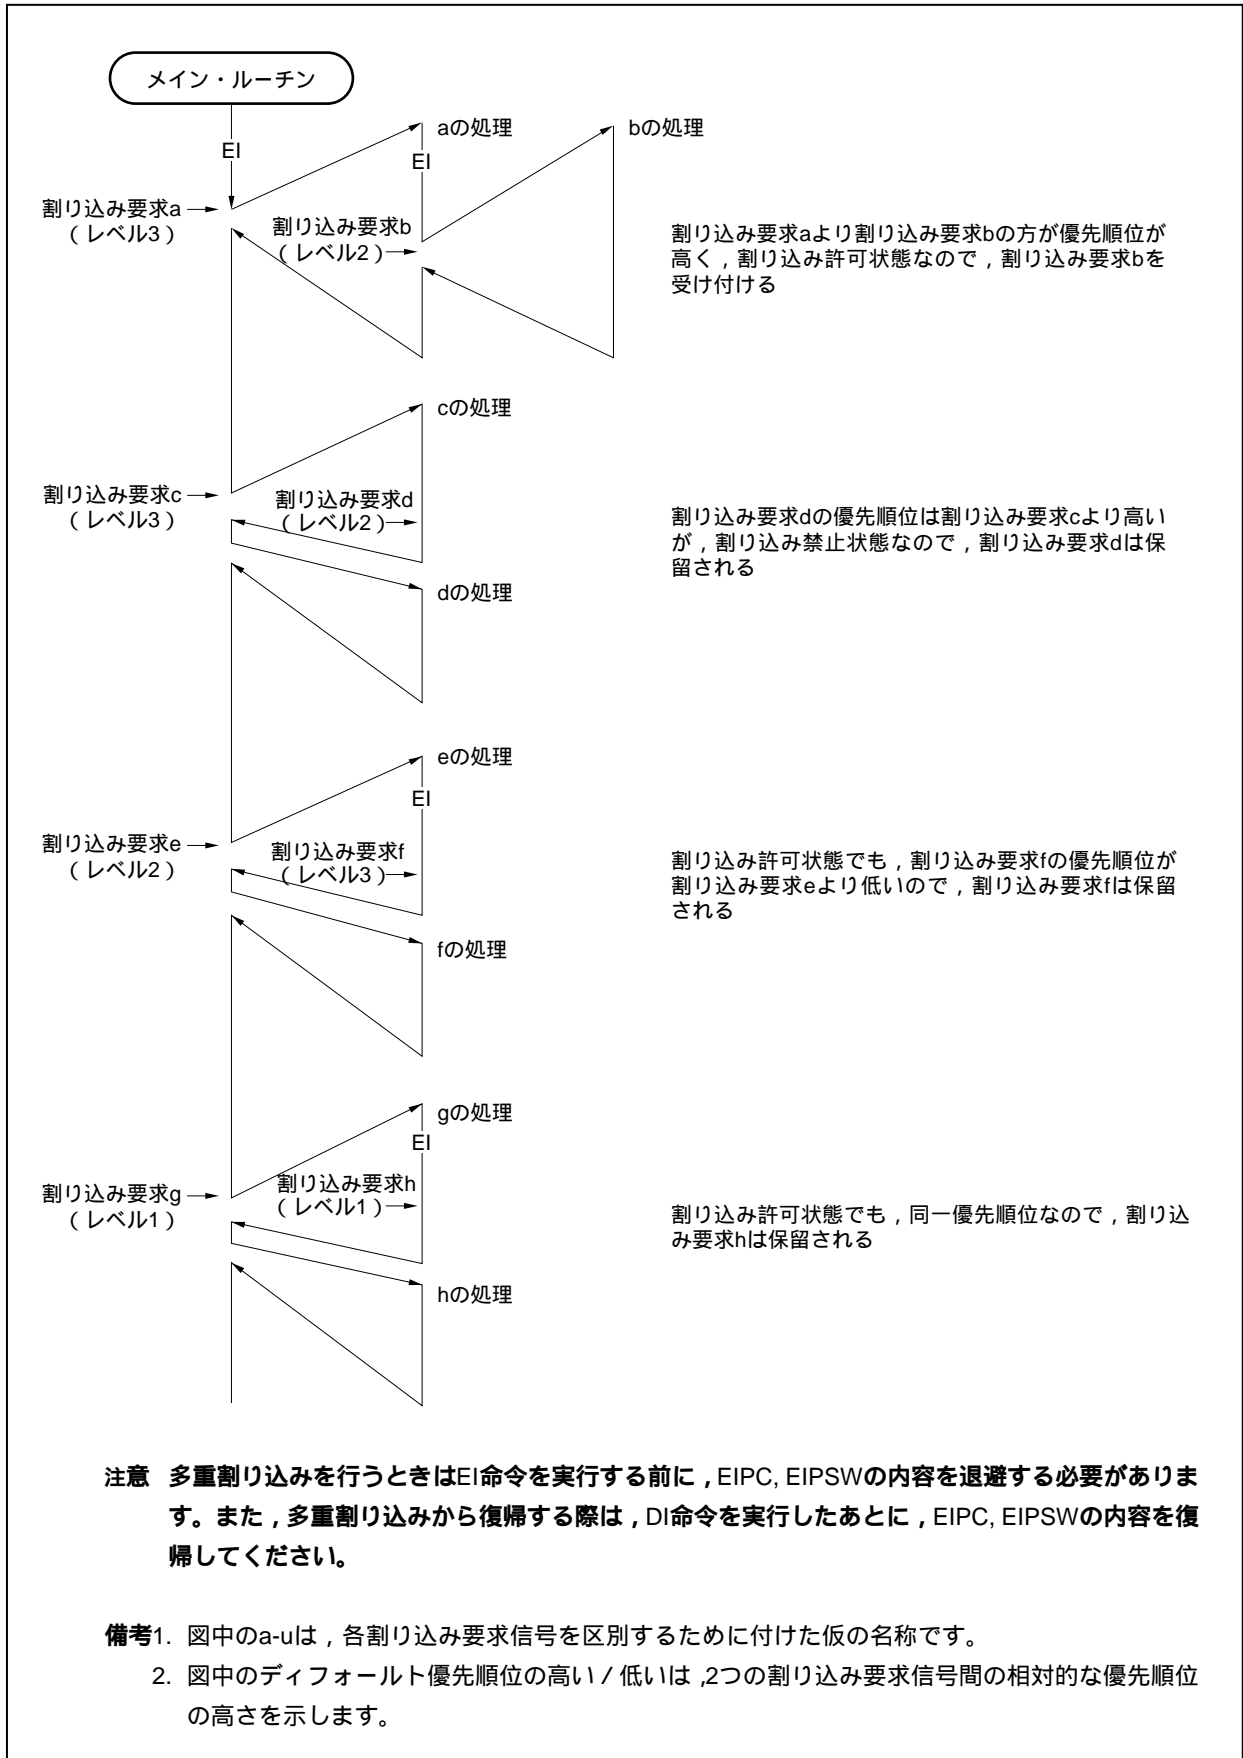 メイン・ルーチン
EI
aの処理
EI
bの処理
割り込み要求a
（レベル3）
割り込み要求b
（レベル2）
割り込み要求aより割り込み要求bの方が優先順位が
高く，割り込み許可状態なので，割り込み要求bを
受け付ける
cの処理
割り込み要求c
（レベル3）
割り込み要求d
（レベル2）
割り込み要求dの優先順位は割り込み要求cより高い
が，割り込み禁止状態なので，割り込み要求dは保
留される
dの処理
eの処理
EI
割り込み要求e
（レベル2）
割り込み要求f
（レベル3）
割り込み許可状態でも，割り込み要求fの優先順位が
割り込み要求eより低いので，割り込み要求fは保留
される
fの処理
gの処理
EI
割り込み要求g
（レベル1）
割り込み要求h
（レベル1）
割り込み許可状態でも，同一優先順位なので，割り込
み要求hは保留される
hの処理
注意 多重割り込みを行うときはEI命令を実行する前に，EIPC, EIPSWの内容を退避する必要がありま
す。また，多重割り込みから復帰する際は，DI命令を実行したあとに，EIPC, EIPSWの内容を復
帰してください。
備考1. 図中のa-uは，各割り込み要求信号を区別するために付けた仮の名称です。
2. 図中のディフォールト優先順位の高い／低いは，2つの割り込み要求信号間の相対的な優先順位
の高さを示します。